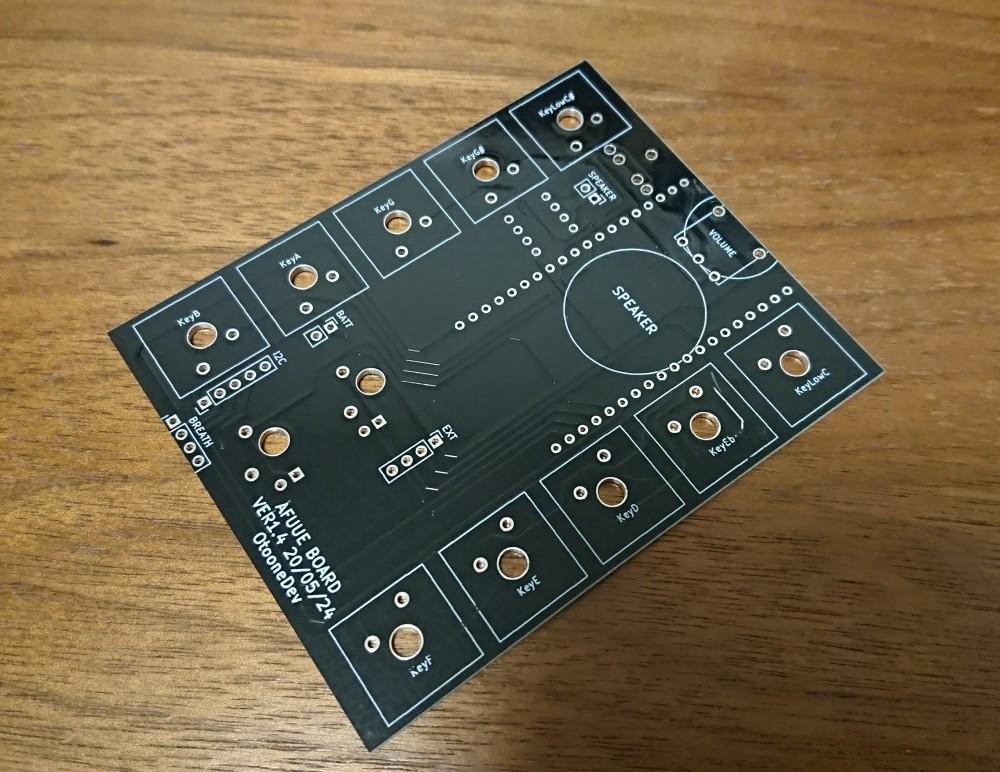 KeyLowC#
KeyG#
KeyG
KeyA
KeyB
SPEAKER
VOLUME
SPEAKER
BATT
I2C
BREATH
EXT
KeyLowC
KeyEb
KeyD
KeyE
KeyF
AFUUE BOARD
VER1.4 20/05/24
OtooneDev